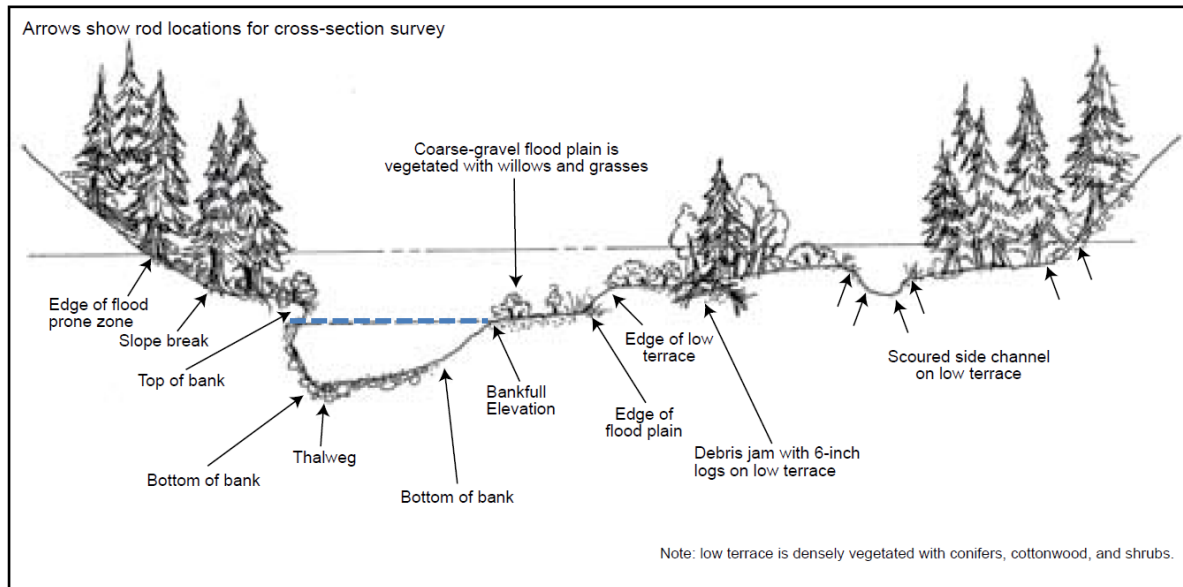 Arrows show rod locations for cross-section survey
Coarse-gravel flood plain is
vegetated with willows and grasses
Edge of flood
prone zone
Slope break
Top of bank
Bottom of bank
Thalweg
Bottom of bank
Bankfull
Elevation
Edge of
flood plain
Edge of low
terrace
Debris jam with 6-inch
logs on low terrace
Scoured side channel
on low terrace
Note: low terrace is densely vegetated with conifers, cottonwood, and shrubs.